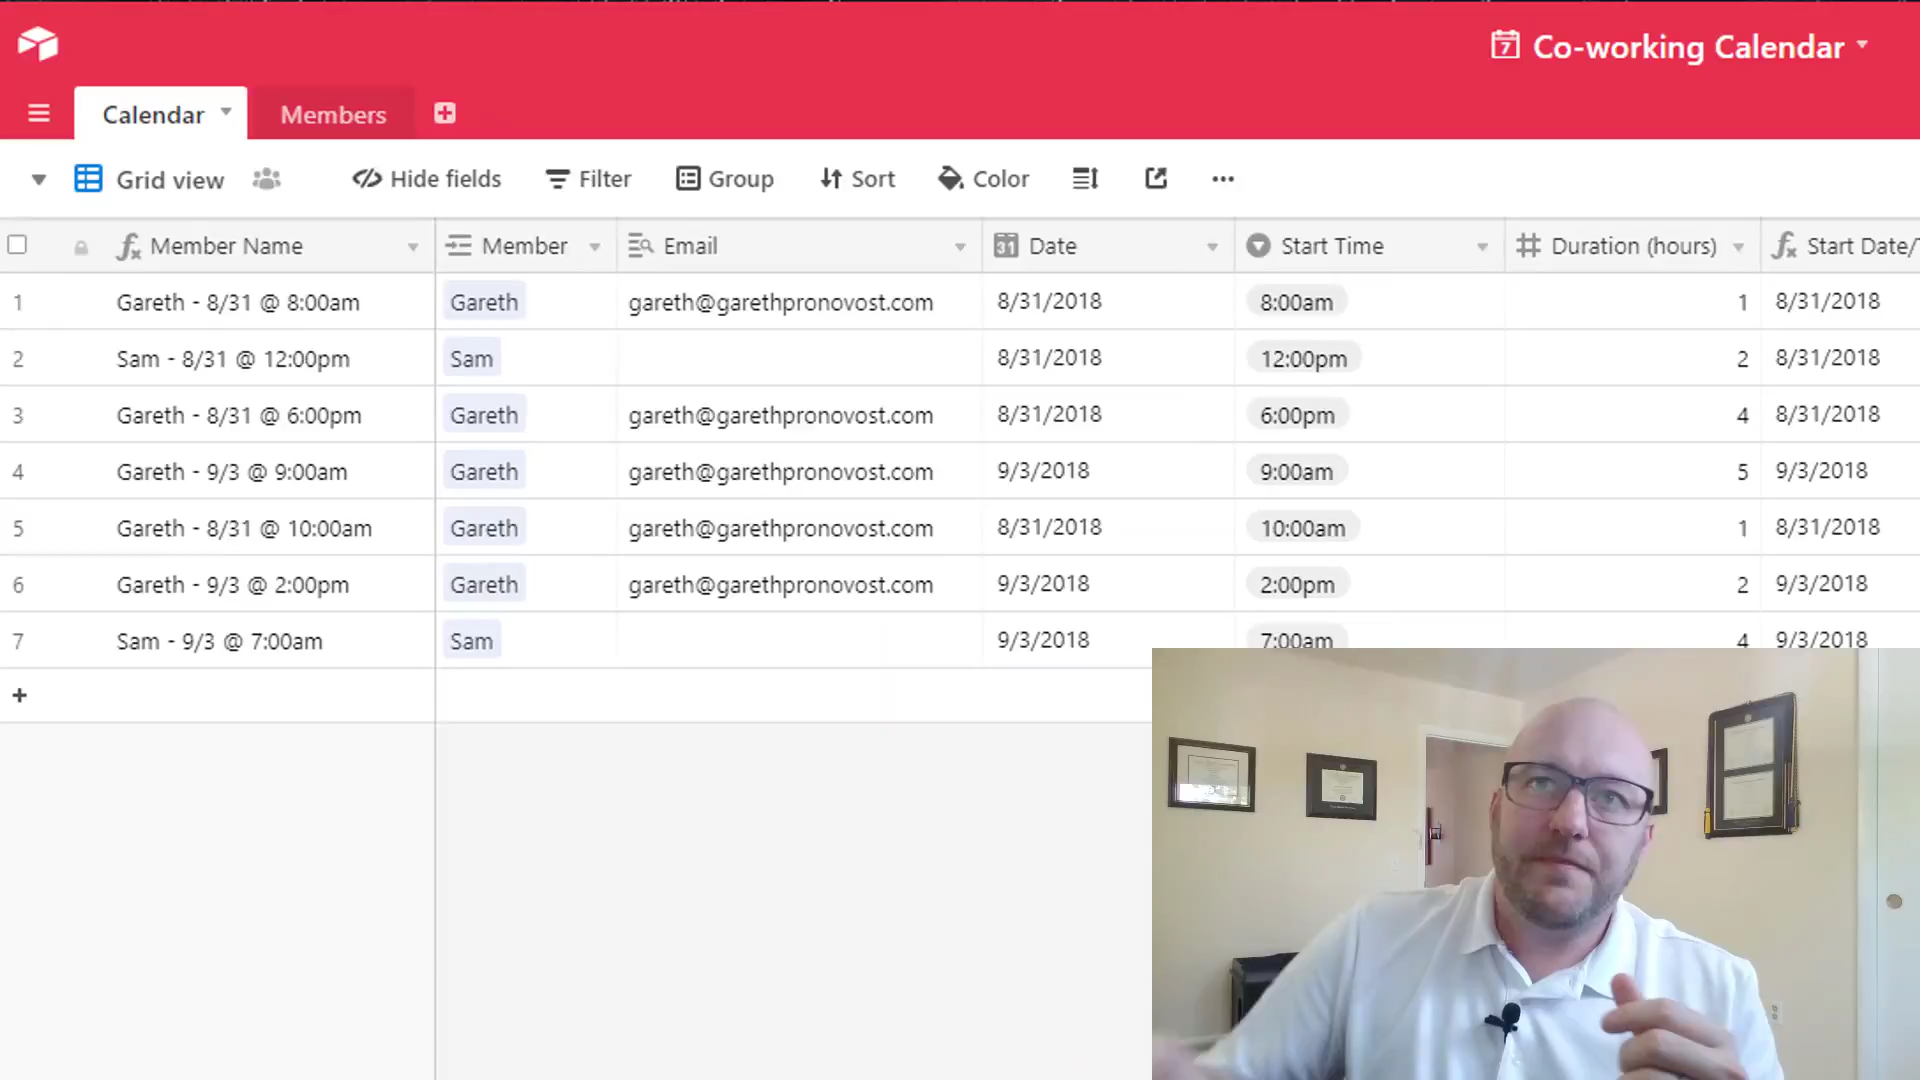 7 Co-working Calendar
Calendar Members
Grid view Hide fields Filter Group Sort Color
Member Name Member Email 31 Date Start Time Duration (hours) Start Date/
1 Gareth - 8/31 @ 8:00am Gareth gareth@garethpronovost.com 8/31/2018 8:00am 1 8/31/2018
2 Sam - 8/31 @ 12:00pm Sam 8/31/2018 12:00pm 2 8/31/2018
3 Gareth - 8/31 @ 6:00pm Gareth gareth@garethpronovost.com 8/31/2018 6:00pm 4 8/31/2018
4 Gareth - 9/3 @ 9:00am Gareth gareth@garethpronovost.com 9/3/2018 9:00am 5 9/3/2018
5 Gareth - 8/31 @ 10:00am Gareth gareth@garethpronovost.com 8/31/2018 10:00am 1 8/31/2018
6 Gareth - 9/3 @ 2:00pm Gareth gareth@garethpronovost.com 9/3/2018 2:00pm 2 9/3/2018
7 Sam - 9/3 @ 7:00am Sam 9/3/2018 7:00am 4 9/3/2018